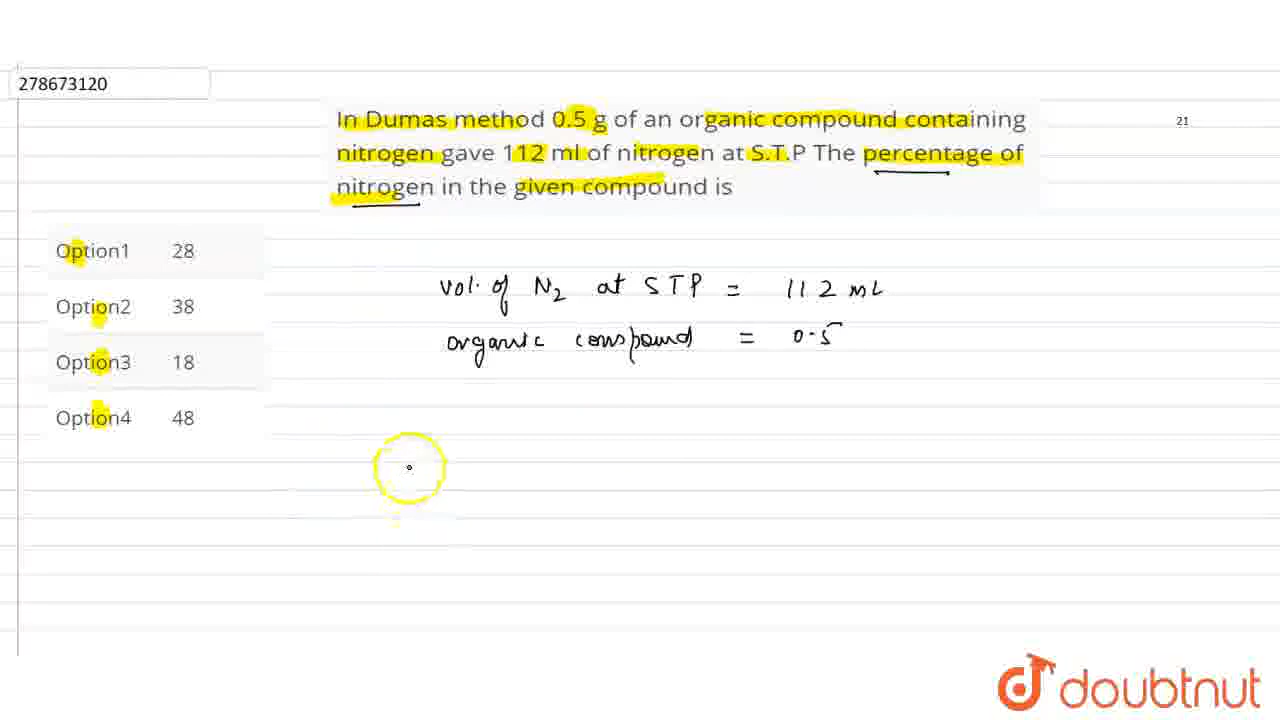 278673120
In Dumas method 0.5 g of an organic compound containing
nitrogen gave 112 ml of nitrogen at S.T.P The percentage of
nitrogen in the given compound is
21
Option1 28
Option2 38
Option3 18
Option4 48
vol. of N₂ at STP = 112 mL
organic compound = 0.5
doubtnut